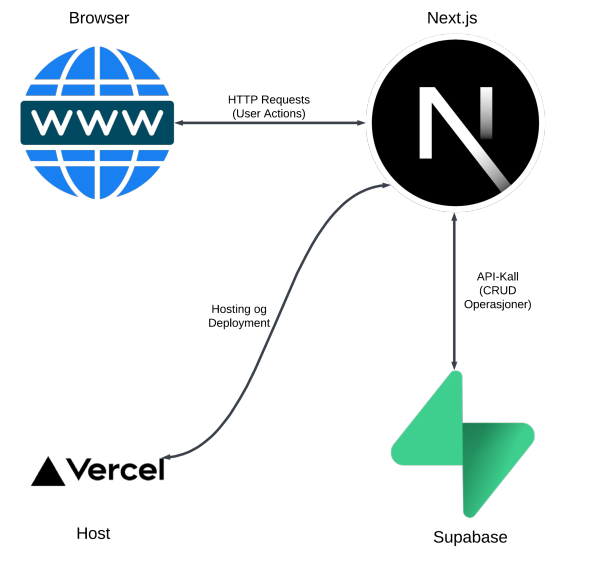 Browser
Next.js
WWW
N
HTTP Requests
(User Actions)
API-Kall
(CRUD
Operasjoner)
Hosting og
Deployment
Vercel
Host
Supabase